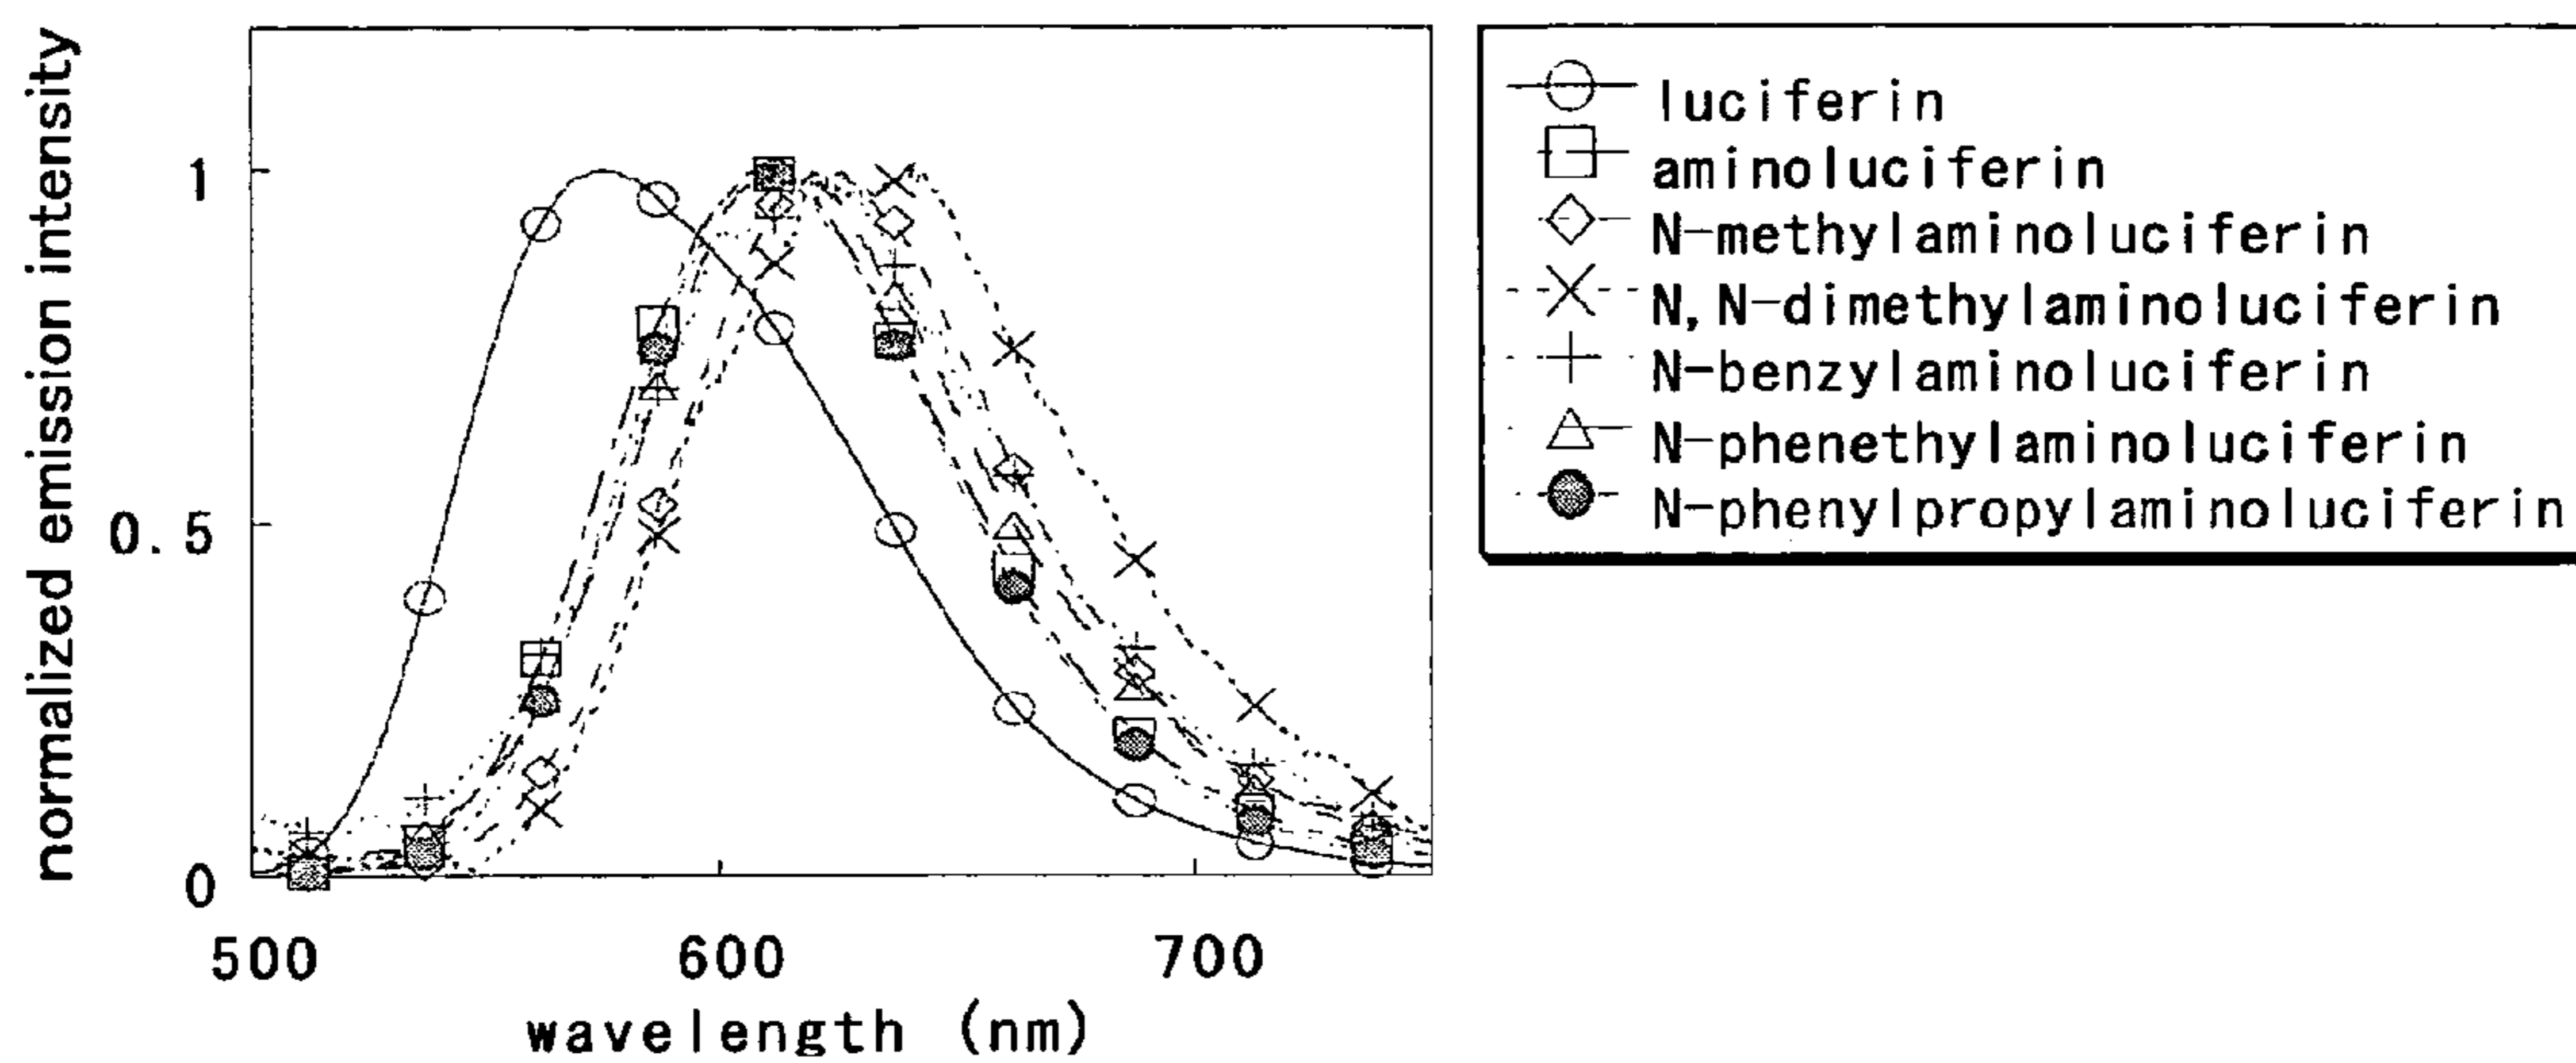 normalized emission intensity
1
0.5
0
500 600 700
wavelength (nm)
luciferin
aminoluciferin
N-methylaminoluciferin
N,N-dimethylaminoluciferin
N-benzylaminoluciferin
N-phenethylaminoluciferin
N-phenylpropylaminoluciferin